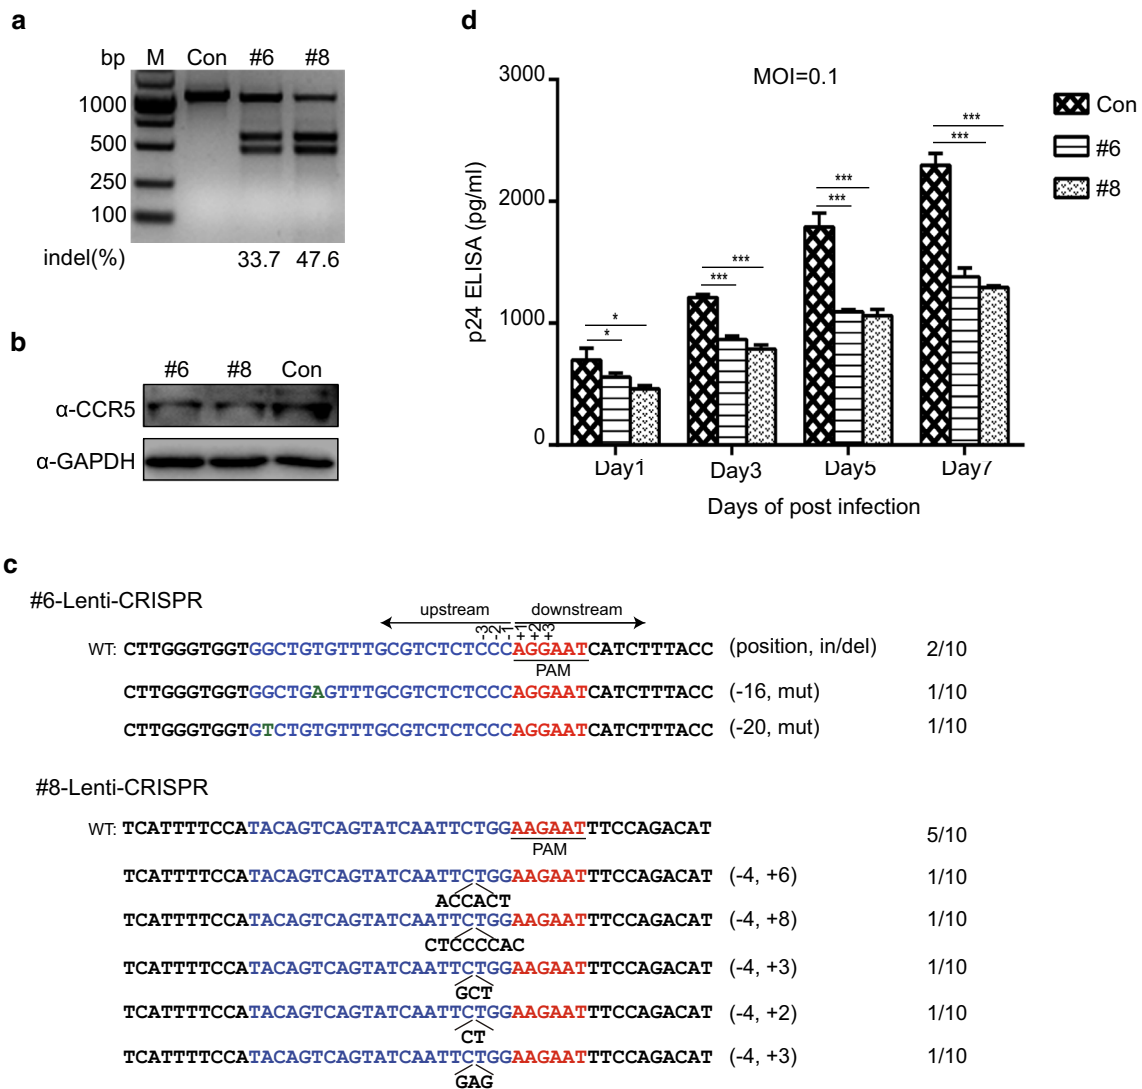 a
bp M Con #6 #8
1000
500
250
100
indel(%) 33.7 47.6
b
#6 #8 Con
α-CCR5
α-GAPDH
d
MOI=0.1
3000
2000
1000
0
p24 ELISA (pg/ml)
* *
*** ***
*** ***
*** ***
Day1 Day3 Day5 Day7
Days of post infection
Con
#6
#8
c
#6-Lenti-CRISPR
upstream downstream
-3 -2 -1 +1 +2 +3
WT: CTTGGGTGGTGGCTGTGTTTGCGTCTCTCCCAGGAATCATCTTTACC (position, in/del) 2/10
PAM
CTTGGGTGGTGGCTGAGTTTGCGTCTCTCCCAGGAATCATCTTTACC (-16, mut) 1/10
CTTGGGTGGTGTCTGTGTTTGCGTCTCTCCCAGGAATCATCTTTACC (-20, mut) 1/10
#8-Lenti-CRISPR
WT: TCATTTTCCATACAGTCAGTATCAATTCTGGAAGAATTTCCAGACAT 5/10
PAM
TCATTTTCCATACAGTCAGTATCAATTCTGGAAGAATTTCCAGACAT (-4, +6) 1/10
ACCACT
TCATTTTCCATACAGTCAGTATCAATTCTGGAAGAATTTCCAGACAT (-4, +8) 1/10
CTCCCCAC
TCATTTTCCATACAGTCAGTATCAATTCTGGAAGAATTTCCAGACAT (-4, +3) 1/10
GCT
TCATTTTCCATACAGTCAGTATCAATTCTGGAAGAATTTCCAGACAT (-4, +2) 1/10
CT
TCATTTTCCATACAGTCAGTATCAATTCTGGAAGAATTTCCAGACAT (-4, +3) 1/10
GAG